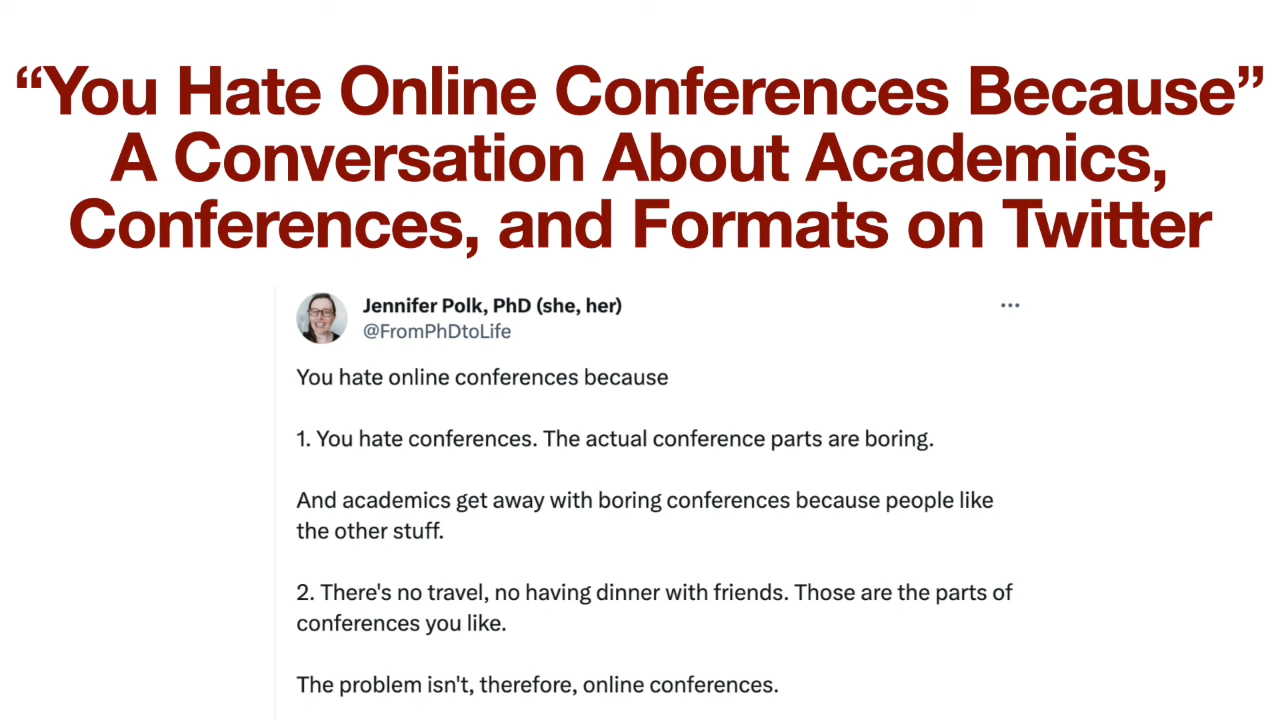 “You Hate Online Conferences Because”
A Conversation About Academics,
Conferences, and Formats on Twitter
Jennifer Polk, PhD (she, her)
@FromPhDtoLife
You hate online conferences because
1. You hate conferences. The actual conference parts are boring.
And academics get away with boring conferences because people like
the other stuff.
2. There's no travel, no having dinner with friends. Those are the parts of
conferences you like.
The problem isn't, therefore, online conferences.